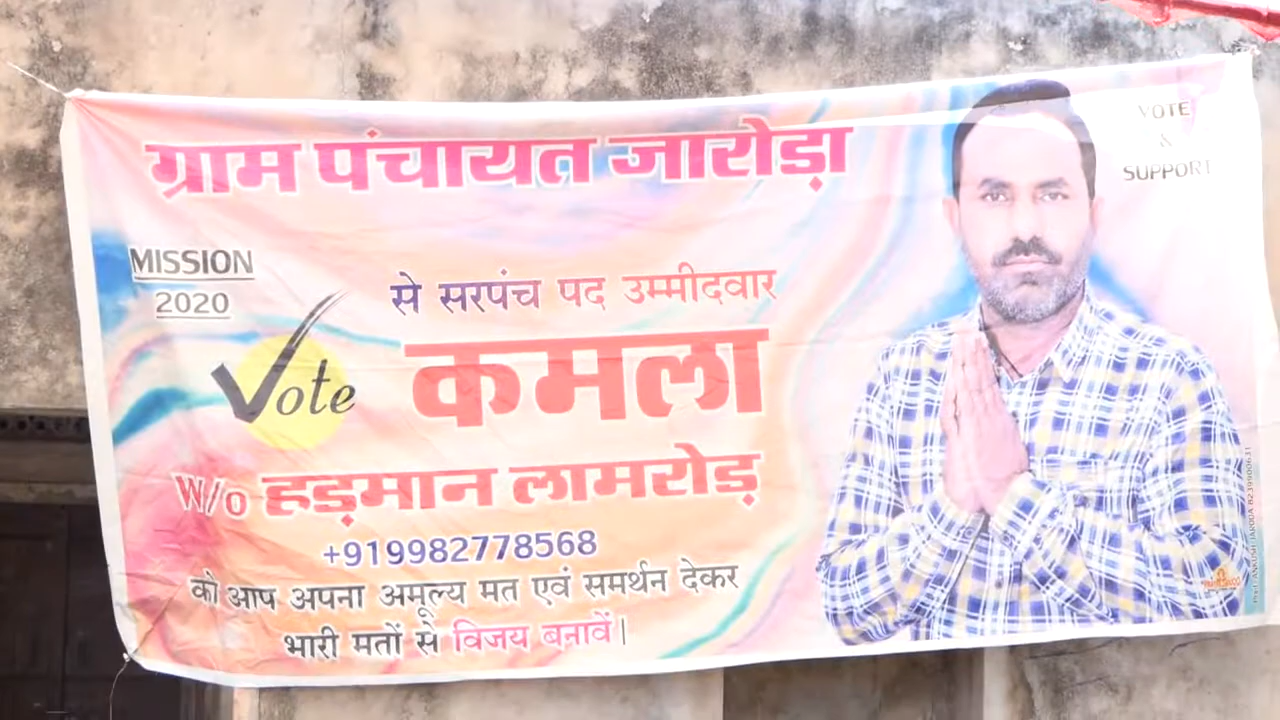 ग्राम पंचायत जारोड़ा
VOTE
&
SUPPORT
MISSION
2020
Vote
से सरपंच पद उम्मीदवार
कमला
W/o हड़मान लामरोड़
+919982778568
को आप अपना अमूल्य मत एवं समर्थन देकर
भारी मतों से विजय बनावें।